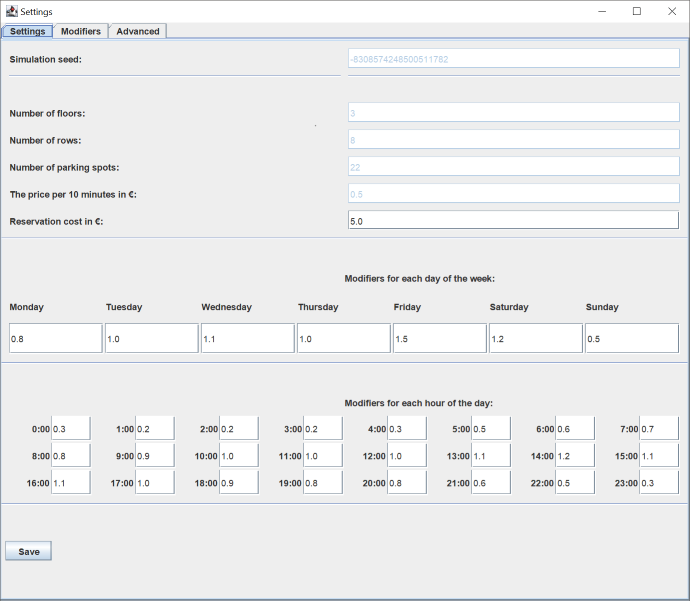 Settings
Settings Modifiers Advanced
Simulation seed: -8308574248500511782
Number of floors: 3
Number of rows: 8
Number of parking spots: 22
The price per 10 minutes in €: 0.5
Reservation cost in €: 5.0
Modifiers for each day of the week:
Monday Tuesday Wednesday Thursday Friday Saturday Sunday
0.8 1.0 1.1 1.0 1.5 1.2 0.5
Modifiers for each hour of the day:
0:00 0.3 1:00 0.2 2:00 0.2 3:00 0.2 4:00 0.3 5:00 0.5 6:00 0.6 7:00 0.7
8:00 0.8 9:00 0.9 10:00 1.0 11:00 1.0 12:00 1.0 13:00 1.1 14:00 1.2 15:00 1.1
16:00 1.1 17:00 1.0 18:00 0.9 19:00 0.8 20:00 0.8 21:00 0.6 22:00 0.5 23:00 0.3
Save